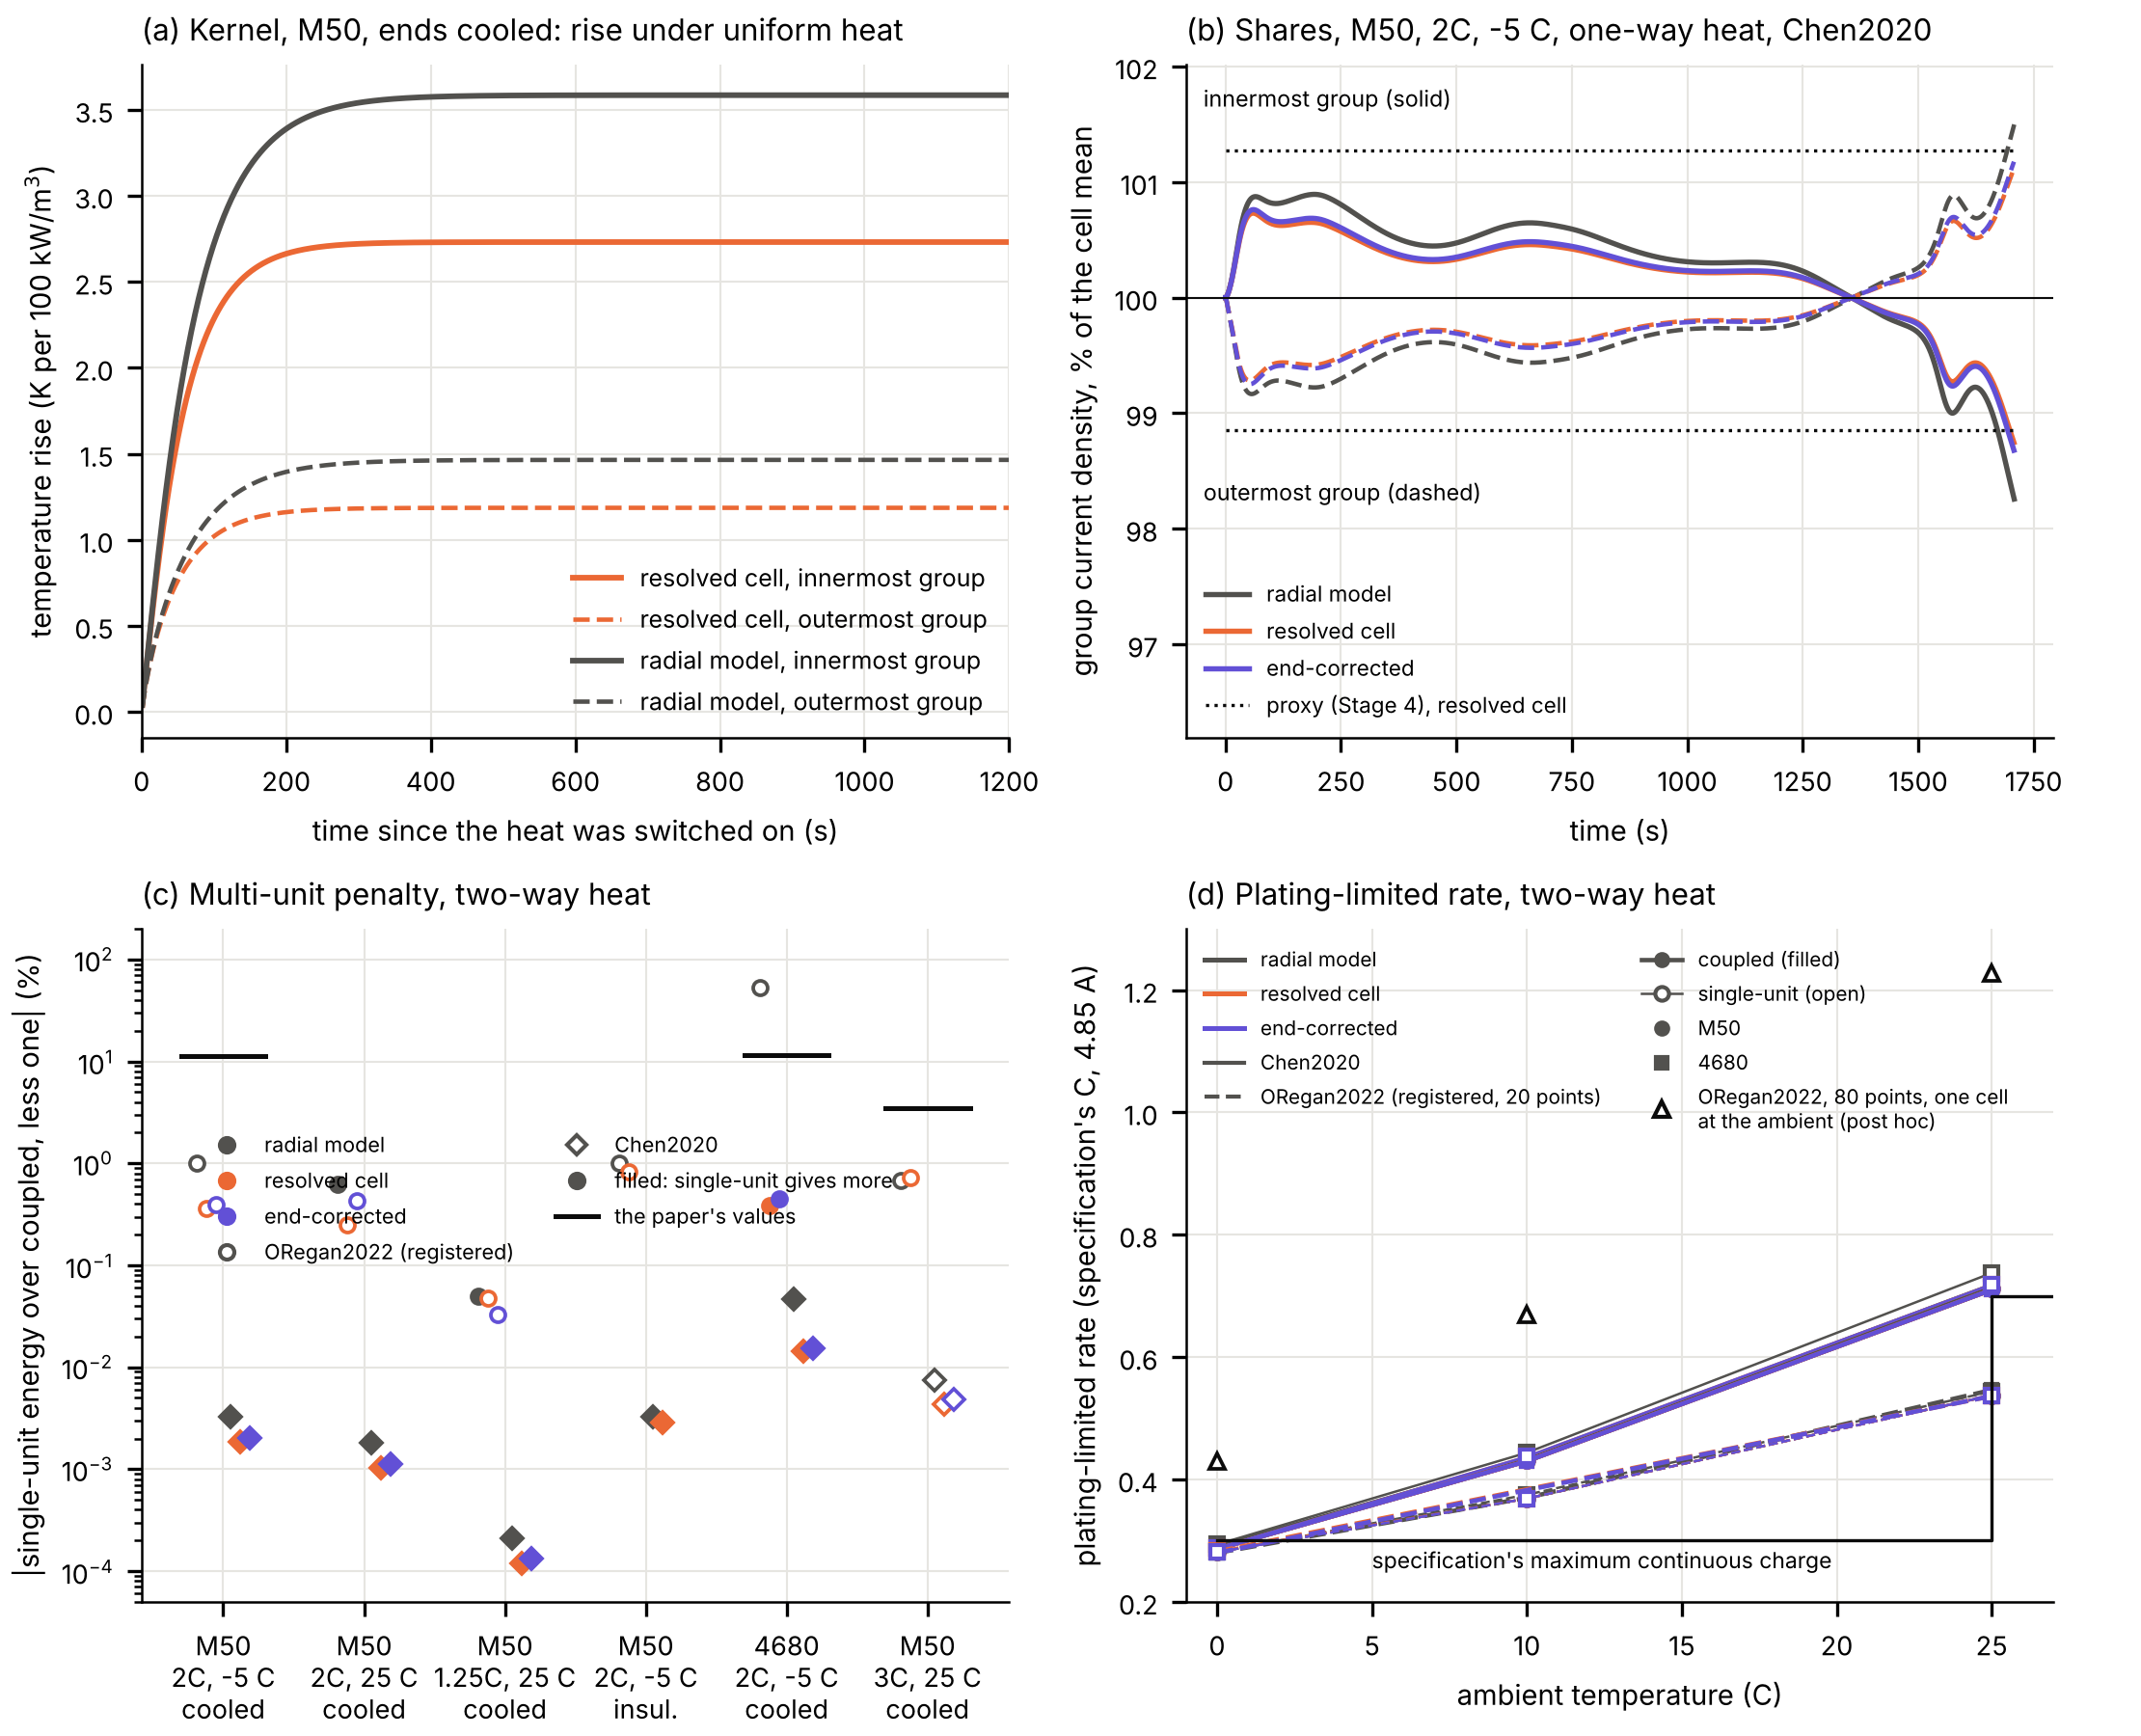 (a) Kernel, M50, ends cooled: rise under uniform heat
temperature rise (K per 100 kW/m³)
3.5
3.0
2.5
2.0
1.5
1.0
0.5
0.0
resolved cell, innermost group
resolved cell, outermost group
radial model, innermost group
radial model, outermost group
0 200 400 600 800 1000 1200
time since the heat was switched on (s)
(b) Shares, M50, 2C, -5 C, one-way heat, Chen2020
group current density, % of the cell mean
102
101
100
99
98
97
innermost group (solid)
outermost group (dashed)
radial model
resolved cell
end-corrected
proxy (Stage 4), resolved cell
0 250 500 750 1000 1250 1500 1750
time (s)
(c) Multi-unit penalty, two-way heat
|single-unit energy over coupled, less one| (%)
10²
10¹
10⁰
10⁻¹
10⁻²
10⁻³
10⁻⁴
radial model
resolved cell
end-corrected
ORegan2022 (registered)
Chen2020
filled: single-unit gives more
the paper's values
M50 M50 M50 M50 4680 M50
2C, -5 C 2C, 25 C 1.25C, 25 C 2C, -5 C 2C, -5 C 3C, 25 C
cooled cooled cooled insul. cooled cooled
(d) Plating-limited rate, two-way heat
plating-limited rate (specification's C, 4.85 A)
1.2
1.0
0.8
0.6
0.4
0.2
radial model
resolved cell
end-corrected
Chen2020
ORegan2022 (registered, 20 points)
coupled (filled)
single-unit (open)
M50
4680
ORegan2022, 80 points, one cell
at the ambient (post hoc)
specification's maximum continuous charge
0 5 10 15 20 25
ambient temperature (C)